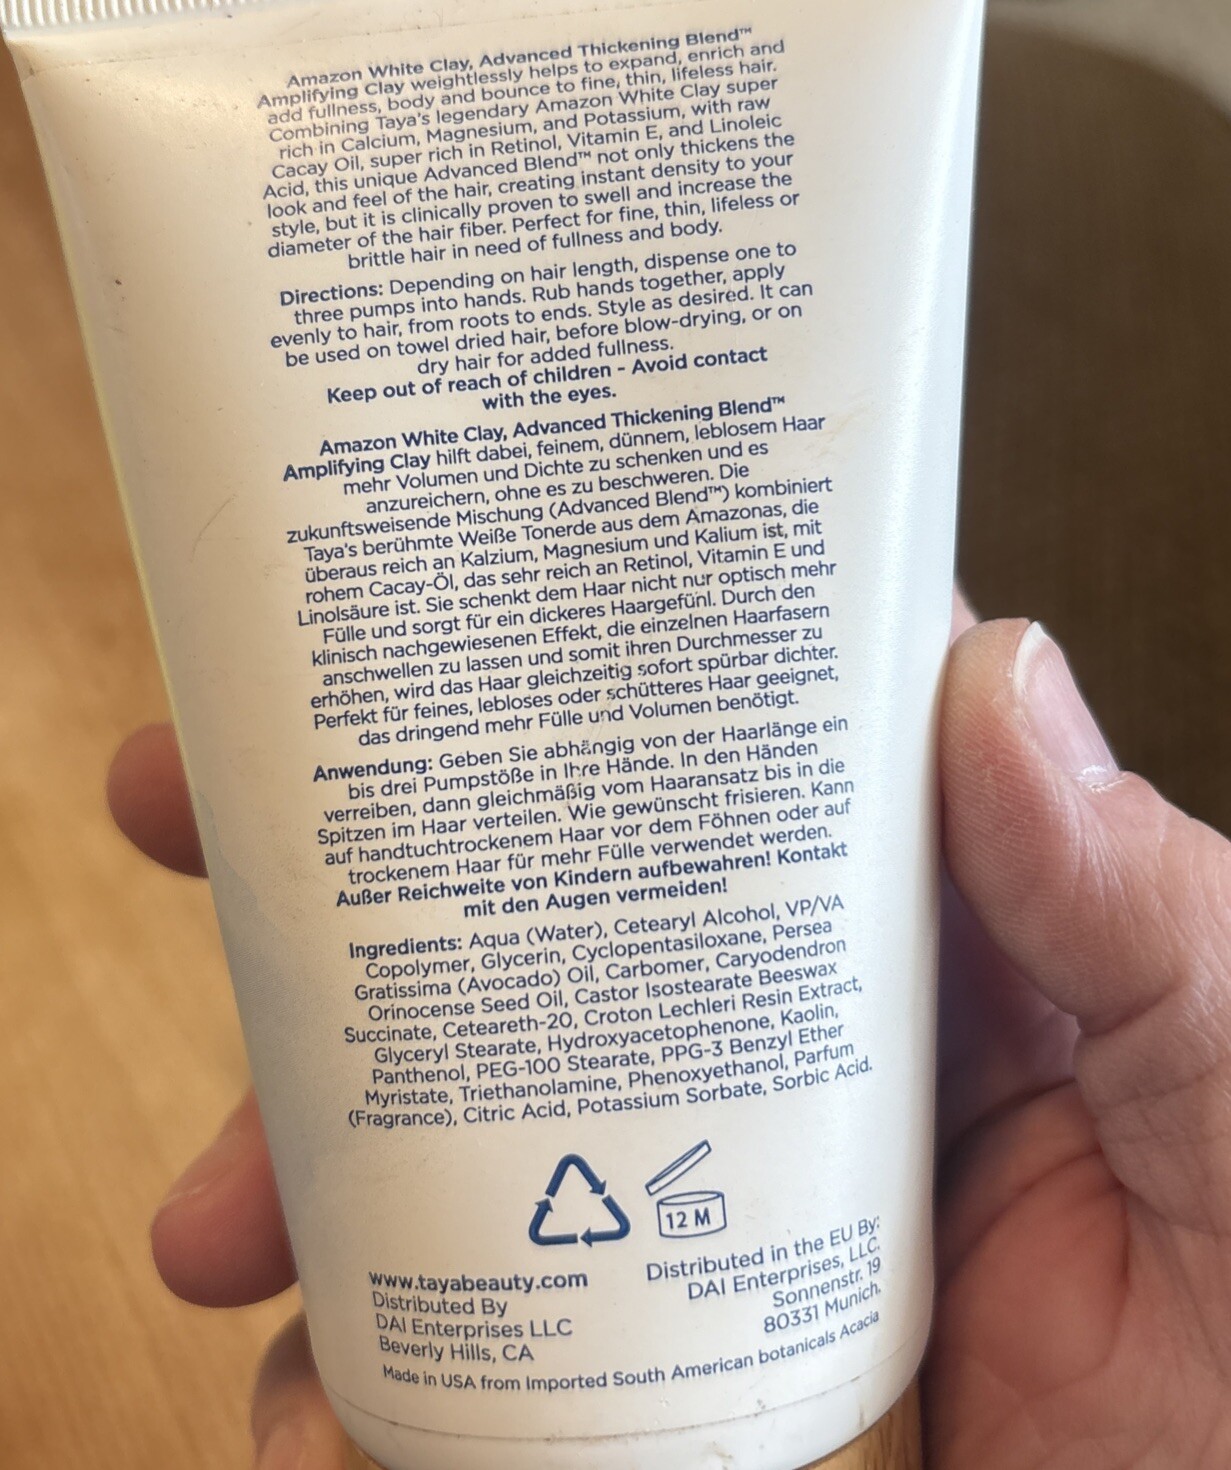 Amazon White Clay, Advanced Thickening Blend™
Amplifying Clay weightlessly helps to expand, enrich and
add fullness, body and bounce to fine, thin, lifeless hair.
Combining Taya's legendary Amazon White Clay super
rich in Calcium, Magnesium, and Potassium, with raw
Cacay Oil, super rich in Retinol, Vitamin E, and Linoleic
Acid, this unique Advanced Blend™ not only thickens the
look and feel of the hair, creating instant density to your
style, but it is clinically proven to swell and increase the
diameter of the hair fiber. Perfect for fine, thin, lifeless or
brittle hair in need of fullness and body.
Directions: Depending on hair length, dispense one to
three pumps into hands. Rub hands together, apply
evenly to hair, from roots to ends. Style as desired. It can
be used on towel dried hair, before blow-drying, or on
dry hair for added fullness.
Keep out of reach of children - Avoid contact
with the eyes.
Amazon White Clay, Advanced Thickening Blend™
Amplifying Clay hilft dabei, feinem, dünnem, leblosem Haar
mehr Volumen und Dichte zu schenken und es
anzureichern, ohne es zu beschweren. Die
zukunftsweisende Mischung (Advanced Blend™) kombiniert
Taya's berühmte Weiße Tonerde aus dem Amazonas, die
überaus reich an Kalzium, Magnesium und Kalium ist, mit
rohem Cacay-Öl, das sehr reich an Retinol, Vitamin E und
Linolsäure ist. Sie schenkt dem Haar nicht nur optisch mehr
Fülle und sorgt für ein dickeres Haargefühl. Durch den
klinisch nachgewiesenen Effekt, die einzelnen Haarfasern
anschwellen zu lassen und somit ihren Durchmesser zu
erhöhen, wird das Haar gleichzeitig sofort spürbar dichter.
Perfekt für feines, lebloses oder schütteres Haar geeignet,
das dringend mehr Fülle und Volumen benötigt.
Anwendung: Geben Sie abhängig von der Haarlänge ein
bis drei Pumpstöße in Ihre Hände. In den Händen
verreiben, dann gleichmäßig vom Haaransatz bis in die
Spitzen im Haar verteilen. Wie gewünscht frisieren. Kann
auf handtuchtrockenem Haar vor dem Föhnen oder auf
trockenem Haar für mehr Fülle verwendet werden.
Außer Reichweite von Kindern aufbewahren! Kontakt
mit den Augen vermeiden!
Ingredients: Aqua (Water), Cetearyl Alcohol, VP/VA
Copolymer, Glycerin, Cyclopentasiloxane, Persea
Gratissima (Avocado) Oil, Carbomer, Caryodendron
Orinocense Seed Oil, Castor Isostearate Beeswax
Succinate, Ceteareth-20, Croton Lechleri Resin Extract,
Glyceryl Stearate, Hydroxyacetophenone, Kaolin,
Panthenol, PEG-100 Stearate, PPG-3 Benzyl Ether
Myristate, Triethanolamine, Phenoxyethanol, Parfum
(Fragrance), Citric Acid, Potassium Sorbate, Sorbic Acid.
12 M
www.tayabeauty.com
Distributed By
DAI Enterprises LLC
Beverly Hills, CA
Distributed in the EU By:
DAI Enterprises, LLC.
Sonnenstr. 19
80331 Munich.
Made in USA from Imported South American botanicals Acacia